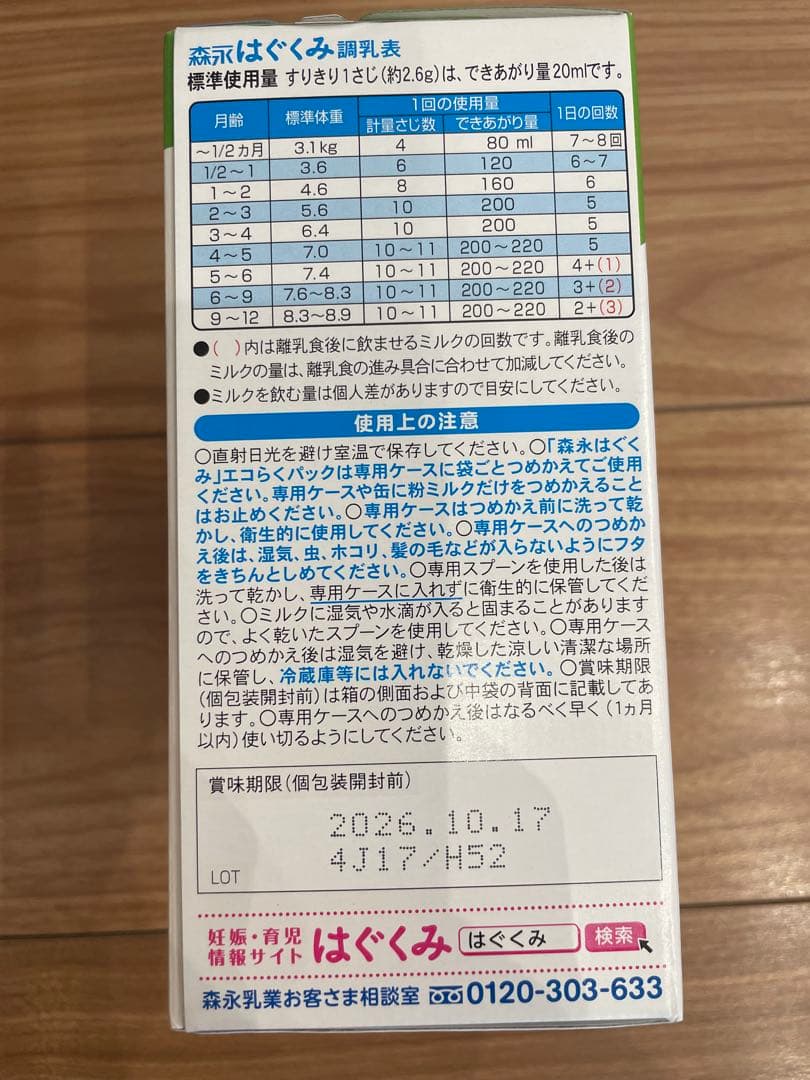 森永はぐくみ調乳表
標準使用量 すりきり1さじ(約2.6g)は、できあがり量20mlです。
月齢 標準体重 1回の使用量 1日の回数
計量さじ数 できあがり量
～1/2カ月 3.1kg 4 80 ml 7～8回
1/2～1 3.6 6 120 6～7
1～2 4.6 8 160 6
2～3 5.6 10 200 5
3～4 6.4 10 200 5
4～5 7.0 10～11 200～220 5
5～6 7.4 10～11 200～220 4+(1)
6～9 7.6～8.3 10～11 200～220 3+(2)
9～12 8.3～8.9 10～11 200～220 2+(3)
●( )内は離乳食後に飲ませるミルクの回数です。離乳食後の
ミルクの量は、離乳食の進み具合に合わせて加減してください。
●ミルクを飲む量は個人差がありますので目安にしてください。
使用上の注意
○直射日光を避け室温で保存してください。○「森永はぐく
み」エコらくパックは専用ケースに袋ごとつめかえてご使用
ください。専用ケースや缶に粉ミルクだけをつめかえること
はお止めください。○専用ケースはつめかえ前に洗って乾
かし、衛生的に使用してください。○専用ケースへのつめか
え後は、湿気、虫、ホコリ、髪の毛などが入らないようにフタ
をきちんとしめてください。○専用スプーンを使用した後は
洗って乾かし、専用ケースに入れずに衛生的に保管してくだ
さい。○ミルクに湿気や水滴が入ると固まることがあります
ので、よく乾いたスプーンを使用してください。○専用ケース
へのつめかえ後は湿気を避け、乾燥した涼しい清潔な場所
に保管し、冷蔵庫等には入れないでください。○賞味期限
(個包装開封前)は箱の側面および中袋の背面に記載してあ
ります。○専用ケースへのつめかえ後はなるべく早く(1ヵ月
以内)使い切るようにしてください。
賞味期限(個包装開封前)
2026.10.17
4J17/H52
LOT
妊娠・育児
情報サイト はぐくみ はぐくみ 検索
森永乳業お客さま相談室 0120-303-633